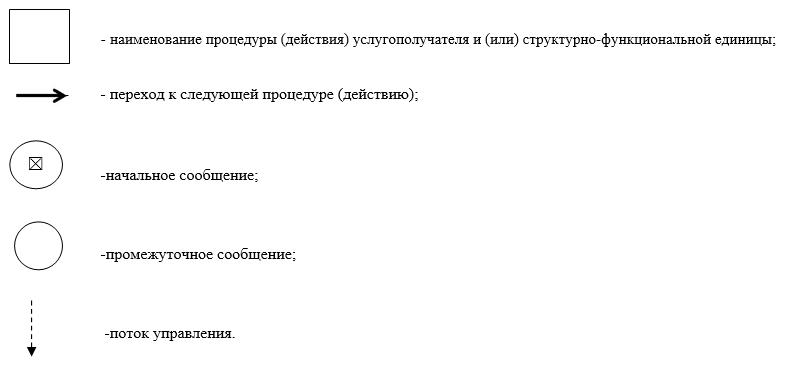 - наименование процедуры (действия) услугополучателя и (или) структурно-функциональной единицы;
- переход к следующей процедуре (действию);
-начальное сообщение;
-промежуточное сообщение;
-поток управления.